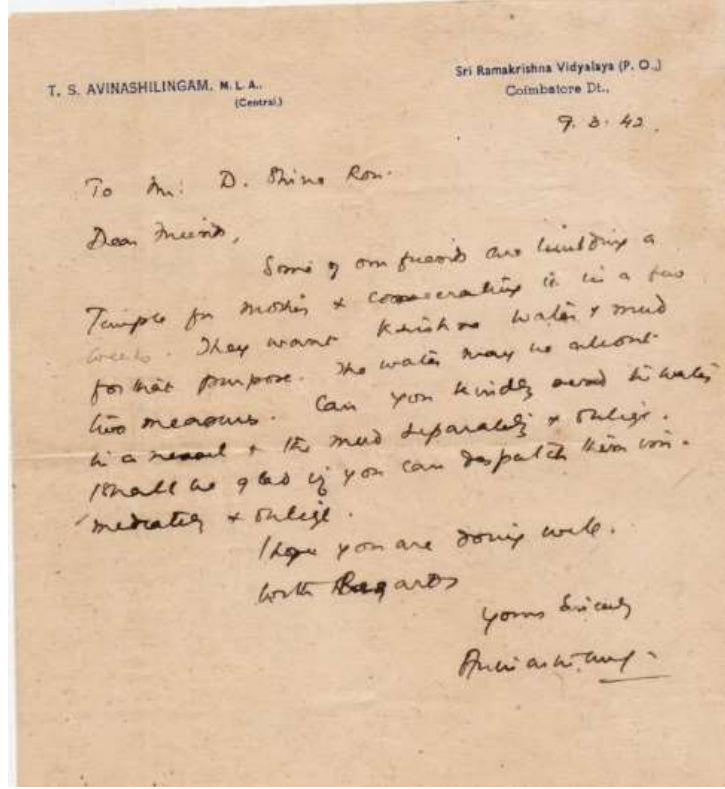 T. S. AVINASHILINGAM, M. L. A.,
(Central)
Sri Ramakrishna Vidyalaya (P. O.,)
Coimbatore Dt.,
9. 3. 42.
To Mr: D. Shiva Rau.
Dear Friend,
Some of our friends are building a
Temple for Mother & consecrating it in a few
weeks. They want Krishna water & mud
for that purpose. The water may be about
two measures. Can you kindly send the water
in a vessel & the mud separately & oblige.
I shall be glad if you can despatch them im-
mediately & oblige.
I hope you are doing well.
With Regards
Yours Sincerely
Avinashilingam